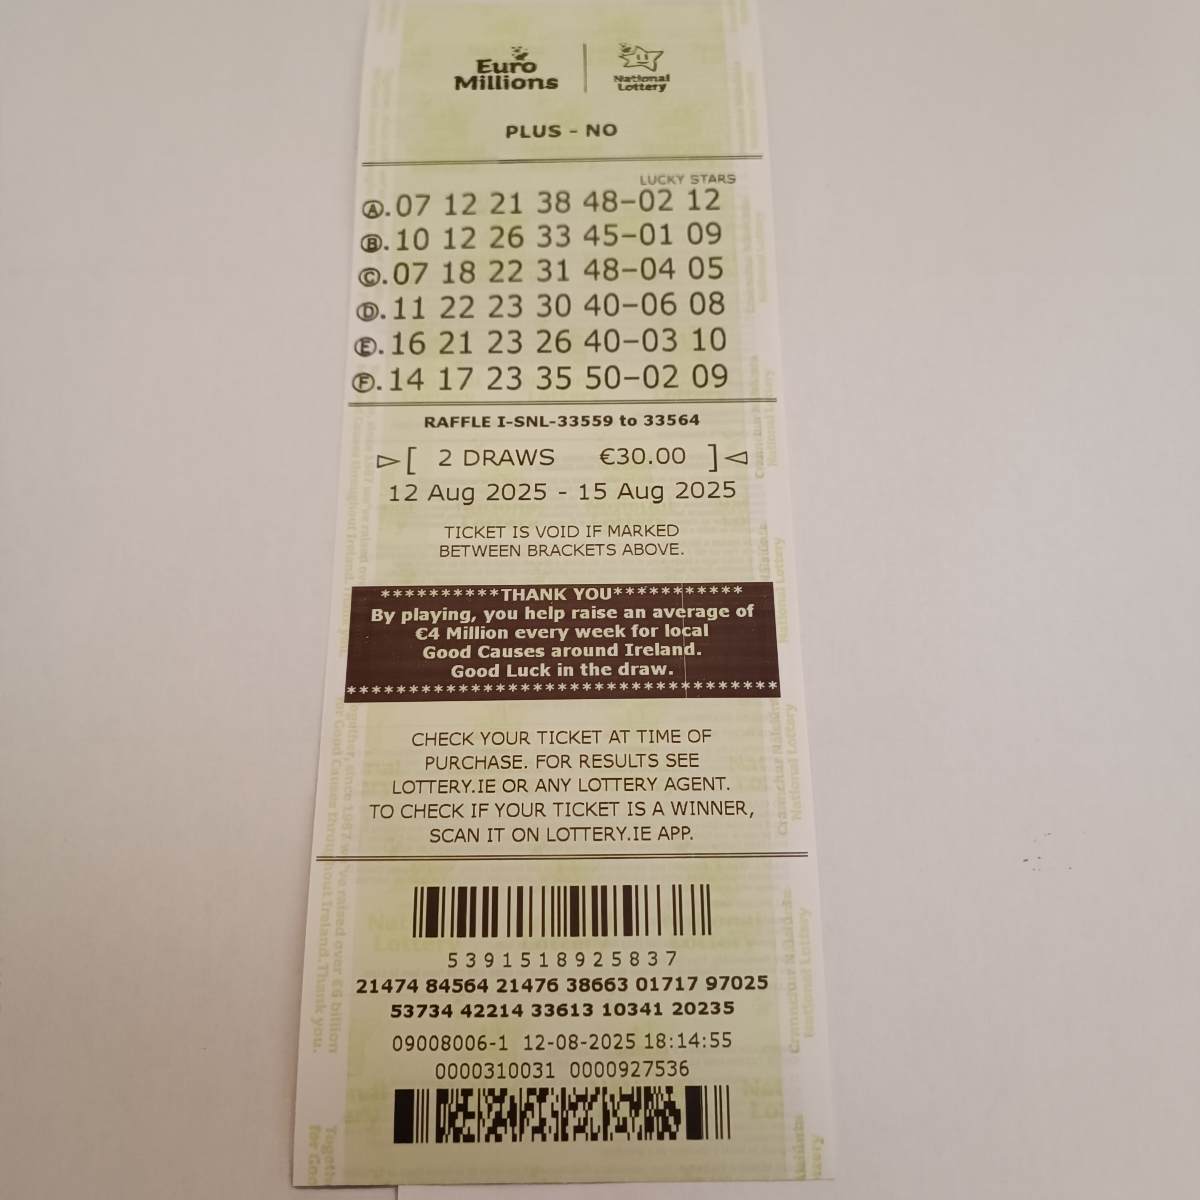 Euro Millions
National Lottery
PLUS - NO
LUCKY STARS
Ⓐ.07 12 21 38 48-02 12
Ⓑ.10 12 26 33 45-01 09
Ⓒ.07 18 22 31 48-04 05
Ⓓ.11 22 23 30 40-06 08
Ⓔ.16 21 23 26 40-03 10
Ⓕ.14 17 23 35 50-02 09
RAFFLE I-SNL-33559 to 33564
[ 2 DRAWS €30.00 ]
12 Aug 2025 - 15 Aug 2025
TICKET IS VOID IF MARKED
BETWEEN BRACKETS ABOVE.
**********THANK YOU***********
By playing, you help raise an average of
€4 Million every week for local
Good Causes around Ireland.
Good Luck in the draw.
***********************************
CHECK YOUR TICKET AT TIME OF
PURCHASE. FOR RESULTS SEE
LOTTERY.IE OR ANY LOTTERY AGENT.
TO CHECK IF YOUR TICKET IS A WINNER,
SCAN IT ON LOTTERY.IE APP.
5391518925837
21474 84564 21476 38663 01717 97025
53734 42214 33613 10341 20235
09008006-1 12-08-2025 18:14:55
0000310031 0000927536